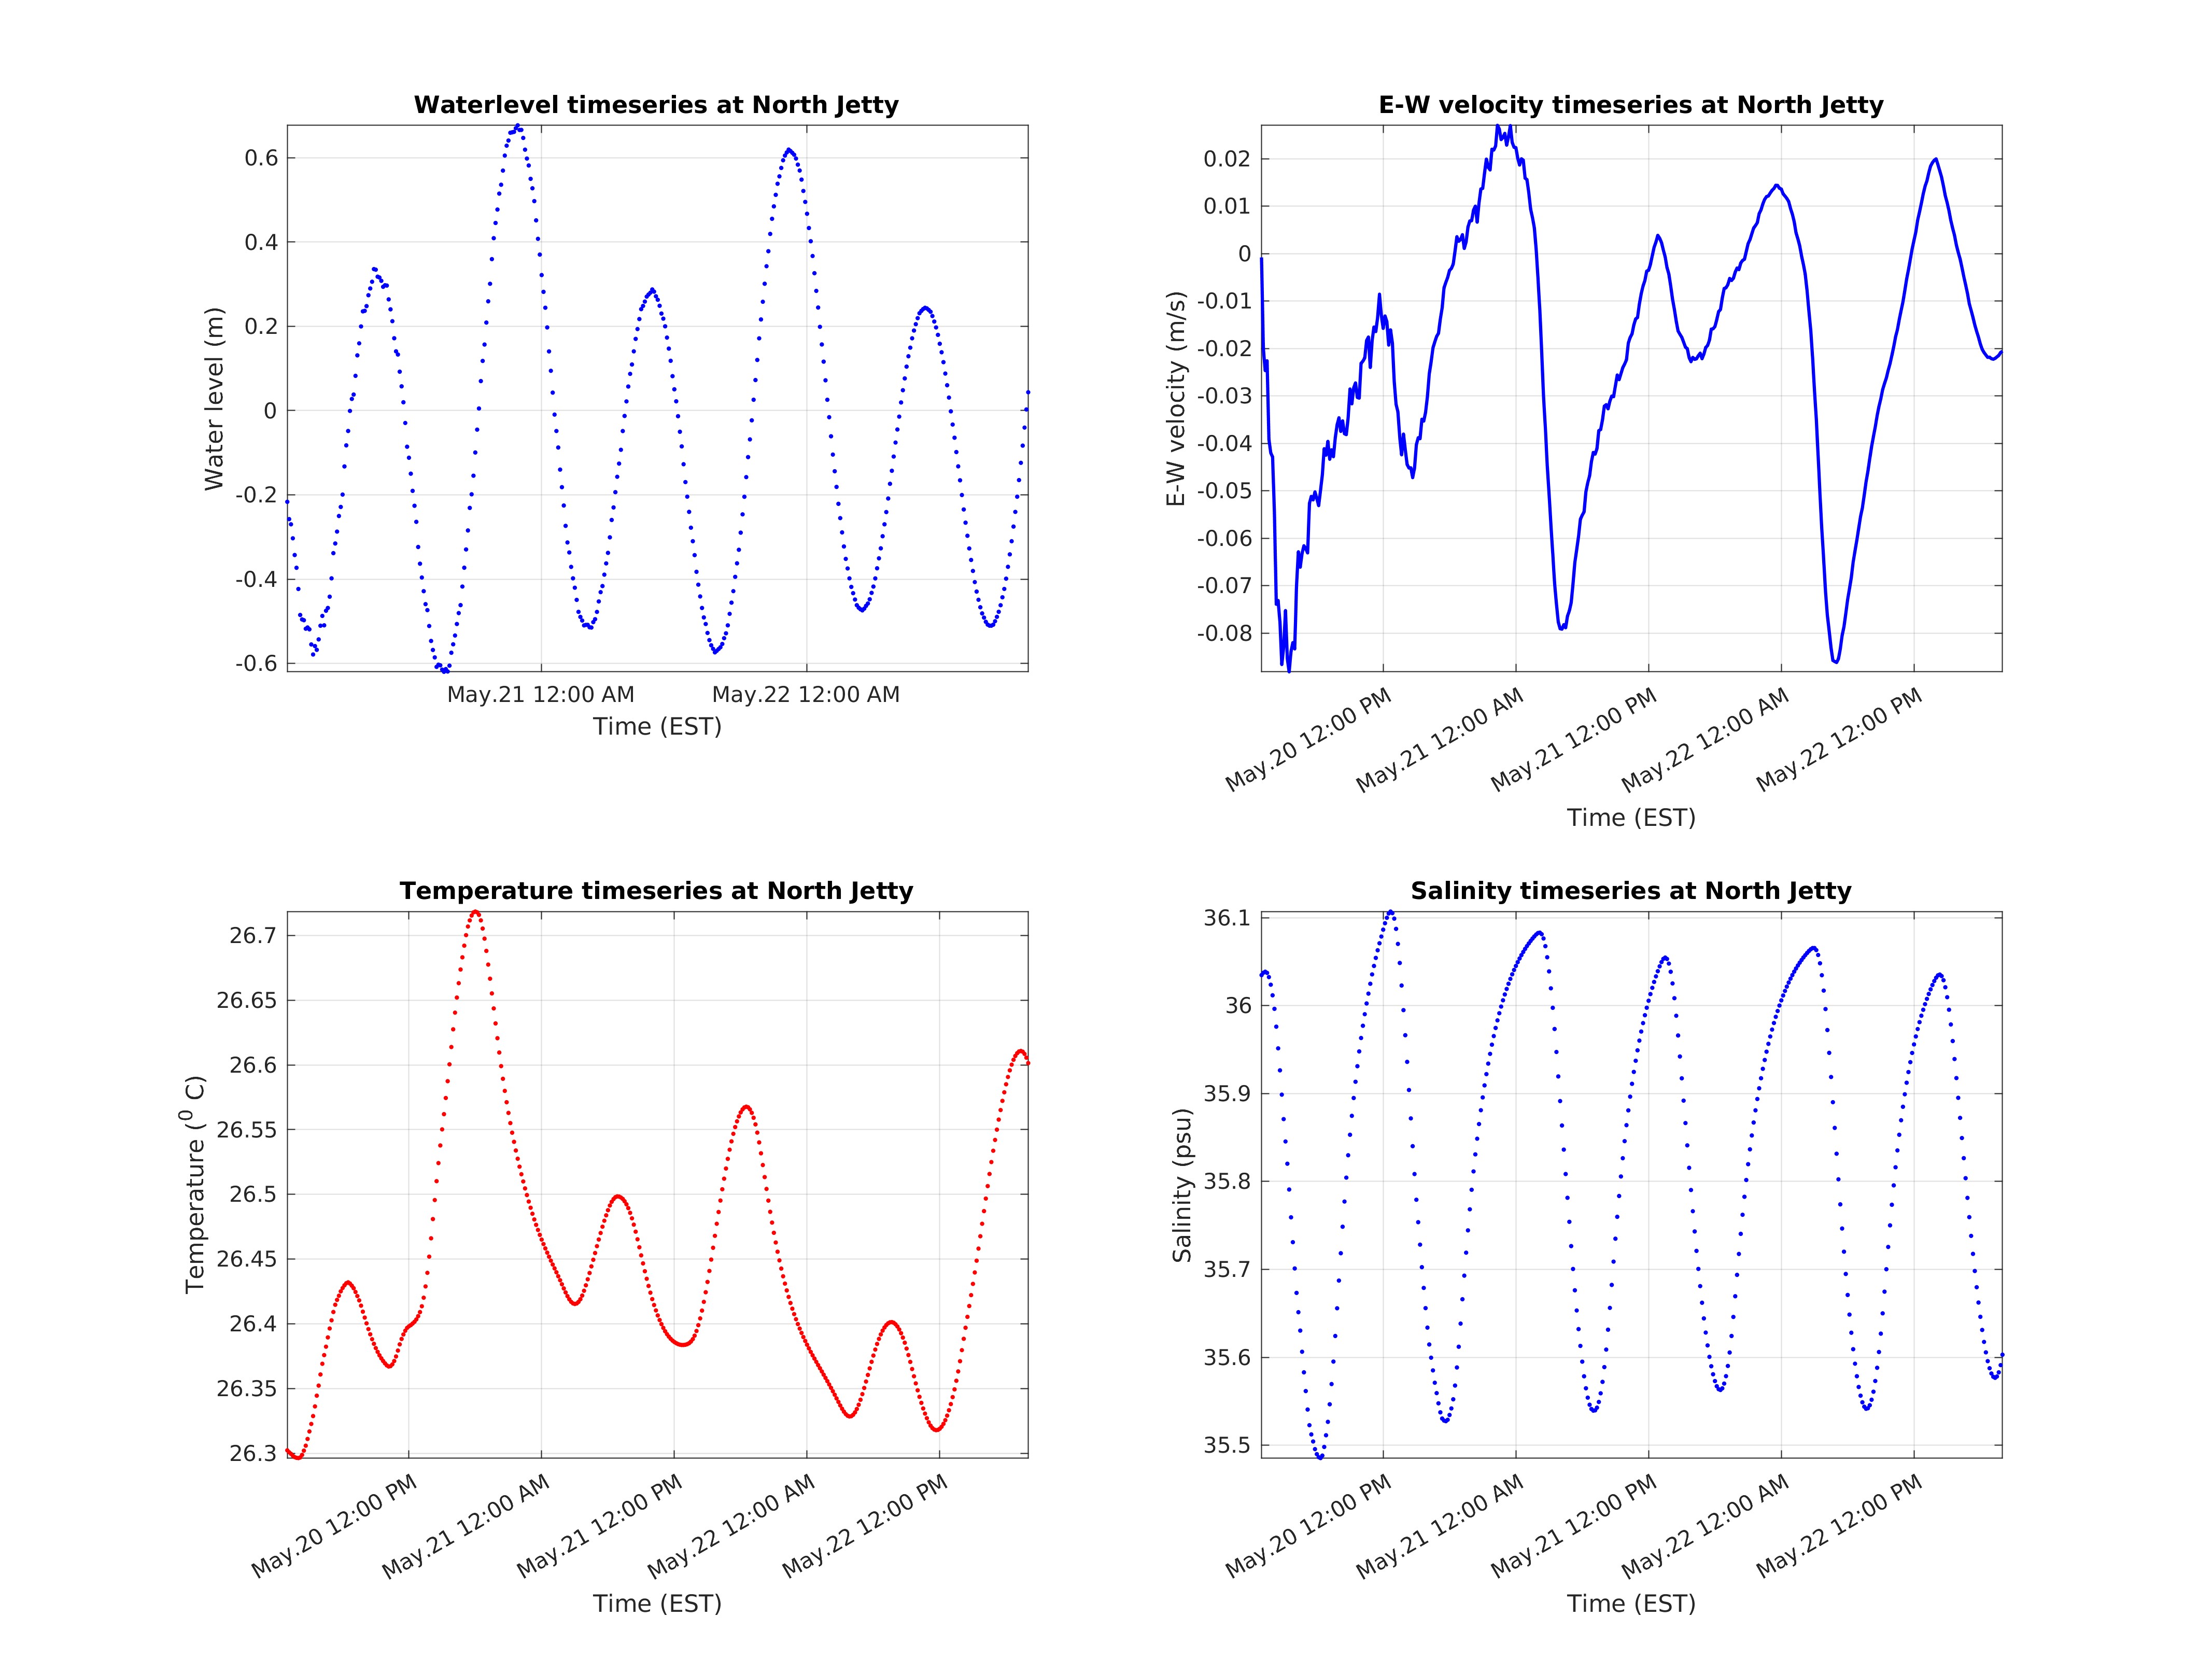 Waterlevel timeseries at North Jetty
Water level (m)
0.6
0.4
0.2
0
-0.2
-0.4
-0.6
May.21 12:00 AM
May.22 12:00 AM
Time (EST)
E-W velocity timeseries at North Jetty
E-W velocity (m/s)
0.02
0.01
0
-0.01
-0.02
-0.03
-0.04
-0.05
-0.06
-0.07
-0.08
May.20 12:00 PM
May.21 12:00 AM
May.21 12:00 PM
May.22 12:00 AM
May.22 12:00 PM
Time (EST)
Temperature timeseries at North Jetty
Temperature (⁰ C)
26.7
26.65
26.6
26.55
26.5
26.45
26.4
26.35
26.3
May.20 12:00 PM
May.21 12:00 AM
May.21 12:00 PM
May.22 12:00 AM
May.22 12:00 PM
Time (EST)
Salinity timeseries at North Jetty
Salinity (psu)
36.1
36
35.9
35.8
35.7
35.6
35.5
May.20 12:00 PM
May.21 12:00 AM
May.21 12:00 PM
May.22 12:00 AM
May.22 12:00 PM
Time (EST)